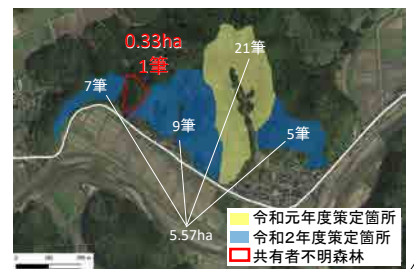 0.33ha
1筆
21筆
7筆
9筆
5筆
5.57ha
令和元年度策定箇所
令和2年度策定箇所
共有者不明森林